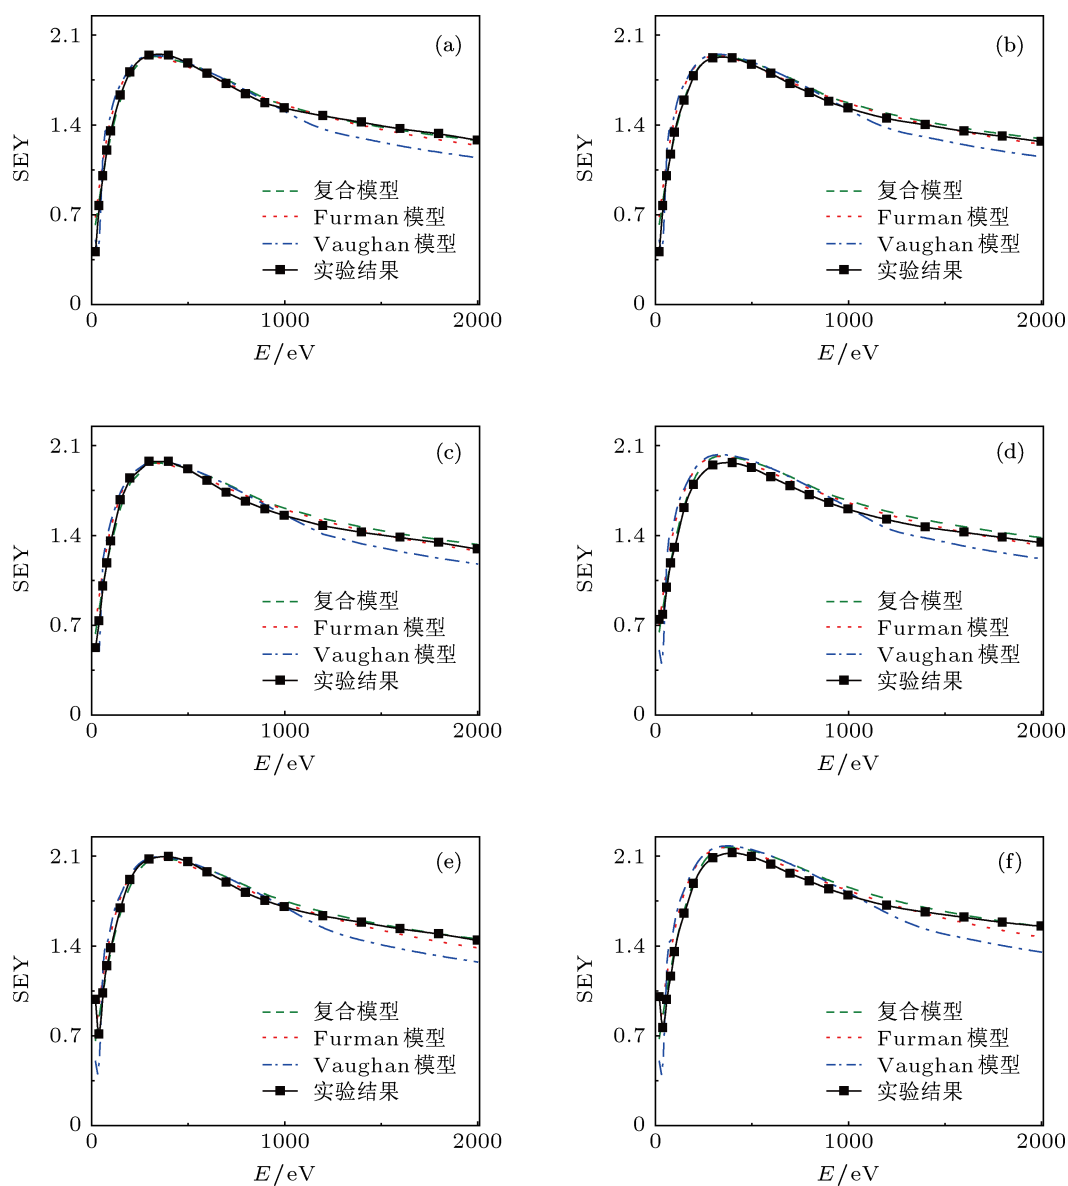 (a)
2.1
1.4
0.7
0
SEY
复合模型
Furman 模型
Vaughan 模型
实验结果
0
1000
2000
E/eV
(b)
2.1
1.4
0.7
0
SEY
复合模型
Furman 模型
Vaughan 模型
实验结果
0
1000
2000
E/eV
(c)
2.1
1.4
0.7
0
SEY
复合模型
Furman 模型
Vaughan 模型
实验结果
0
1000
2000
E/eV
(d)
2.1
1.4
0.7
0
SEY
复合模型
Furman 模型
Vaughan 模型
实验结果
0
1000
2000
E/eV
(e)
2.1
1.4
0.7
0
SEY
复合模型
Furman 模型
Vaughan 模型
实验结果
0
1000
2000
E/eV
(f)
2.1
1.4
0.7
0
SEY
复合模型
Furman 模型
Vaughan 模型
实验结果
0
1000
2000
E/eV